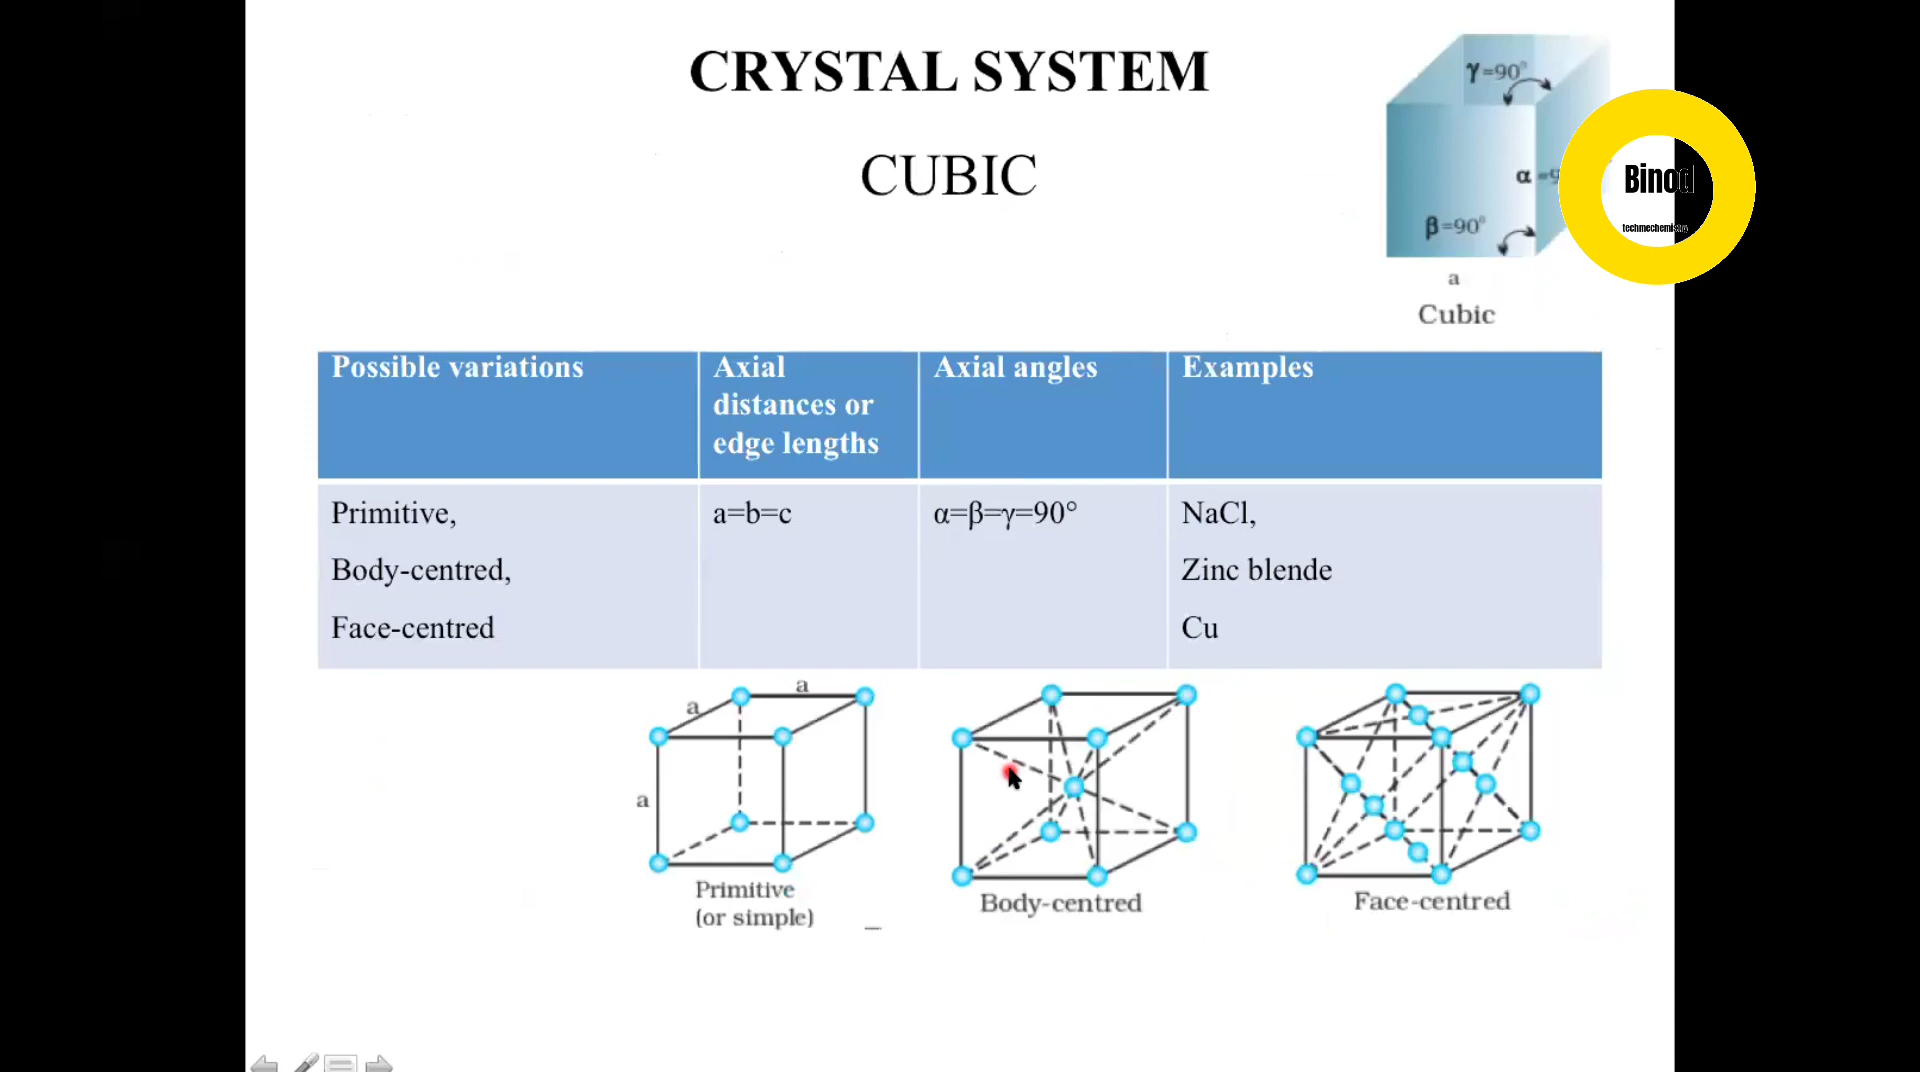 CRYSTAL SYSTEM
CUBIC
γ=90°
α =9
β=90°
a
Cubic
Binod
techmechemistry
Possible variations
Axial
distances or
edge lengths
Axial angles
Examples
Primitive,
Body-centred,
Face-centred
a=b=c
α=β=γ=90°
NaCl,
Zinc blende
Cu
a
a
a
Primitive
(or simple)
Body-centred
Face-centred